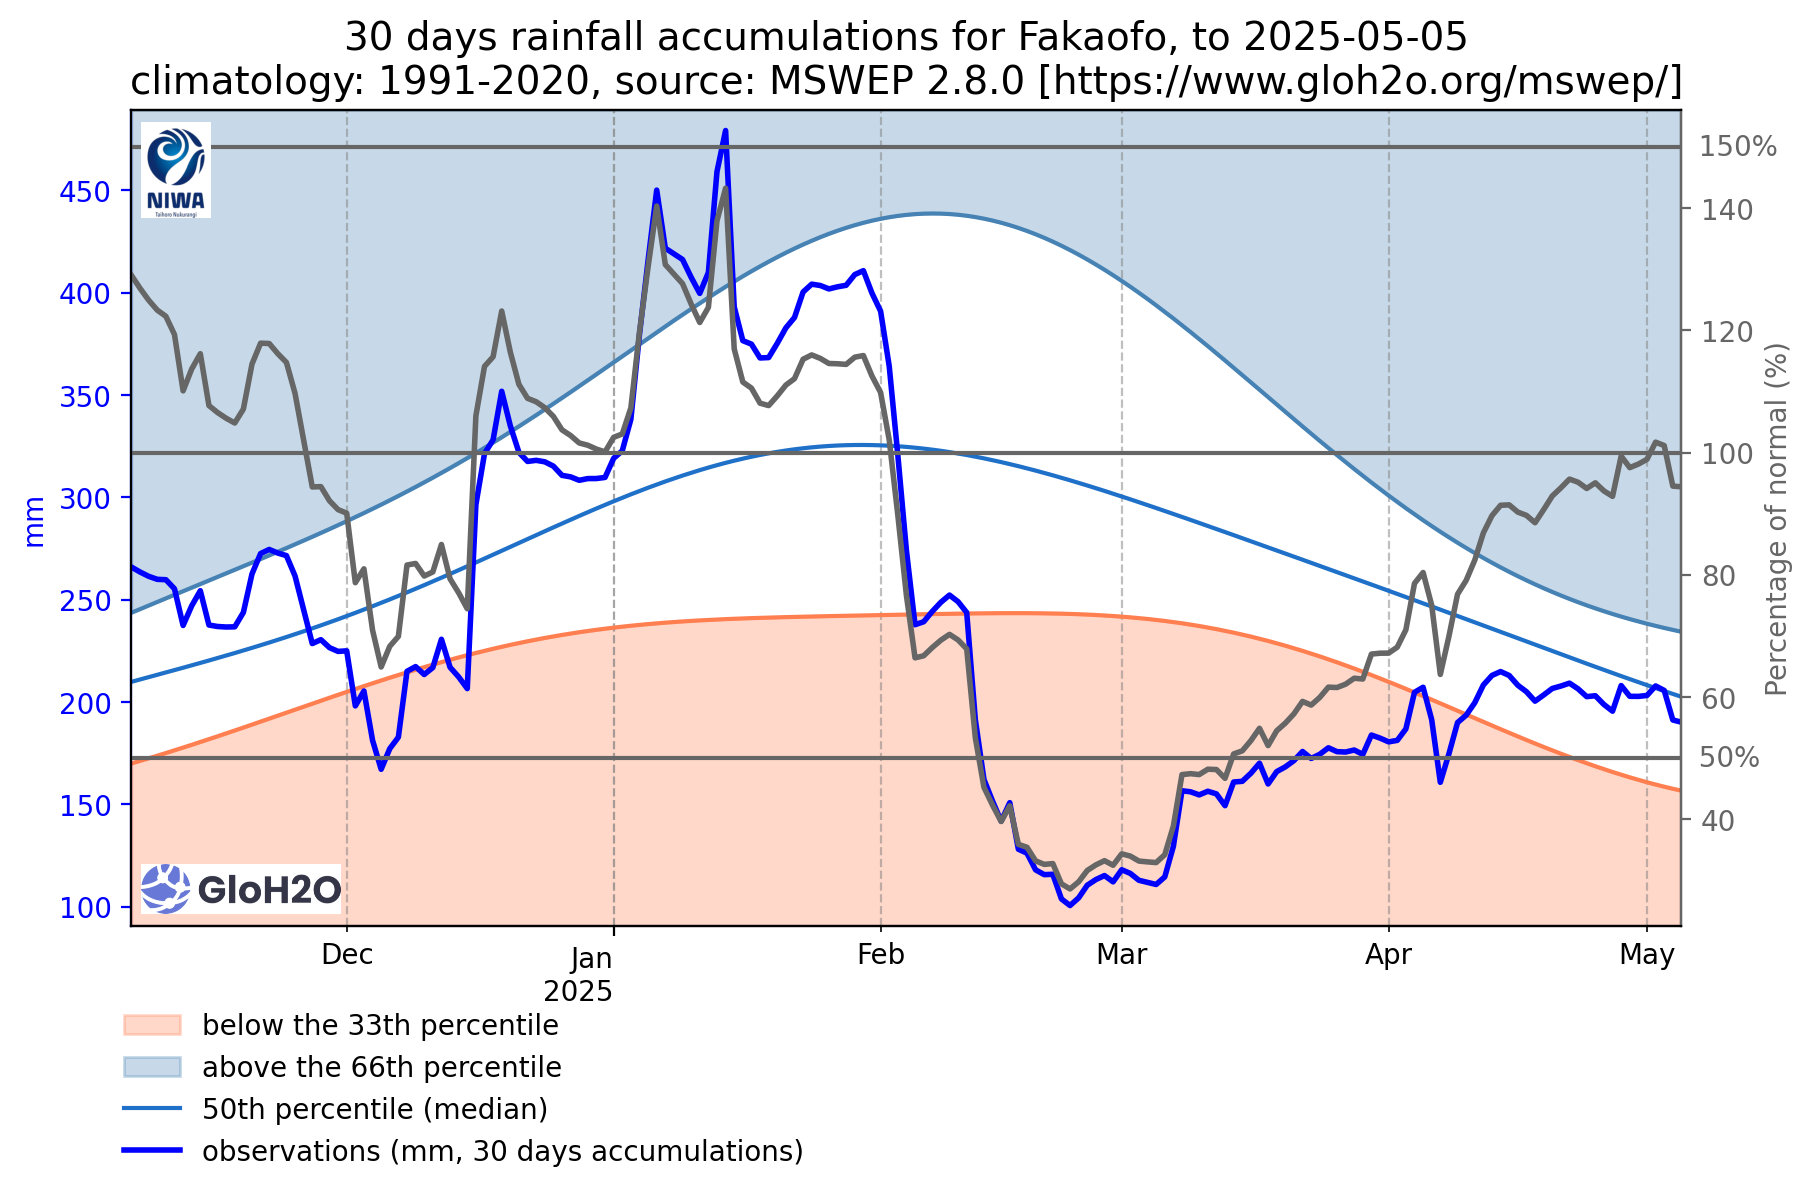 30 days rainfall accumulations for Fakaofo, to 2025-05-05
climatology: 1991-2020, source: MSWEP 2.8.0 [https://www.gloh2o.org/mswep/]
NIWA
Taihoro Nukurangi
450
400
350
300
250
200
150
100
mm
150%
140
120
100
80
60
50%
40
Percentage of normal (%)
GloH2O
Dec
Jan
2025
Feb
Mar
Apr
May
below the 33th percentile
above the 66th percentile
50th percentile (median)
observations (mm, 30 days accumulations)